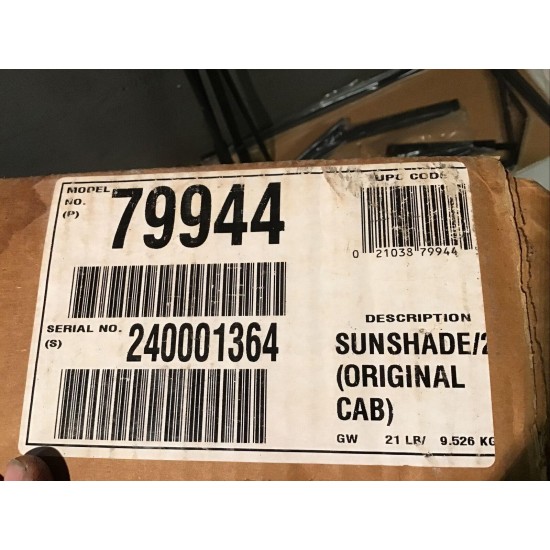 MODEL NO. (P) 79944
UPC CODE
0 21038 79944
SERIAL NO. (S) 240001364
DESCRIPTION
SUNSHADE/2
(ORIGINAL
CAB)
GW 21 LB/ 9.526 KG